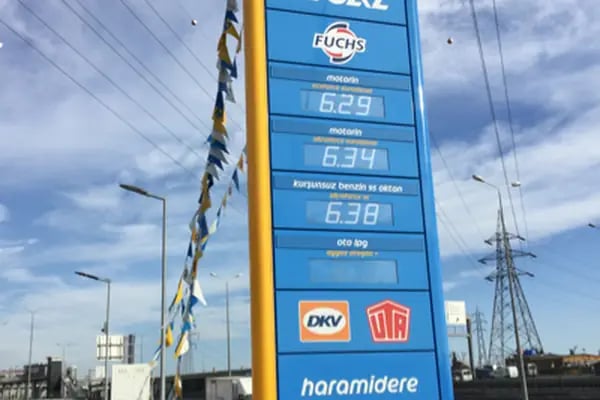 FUCHS
motorin
6.29
motorin
6.34
kurşunsuz benzin 95 oktan
6.38
oto lpg
DKV
UTA
haramidere